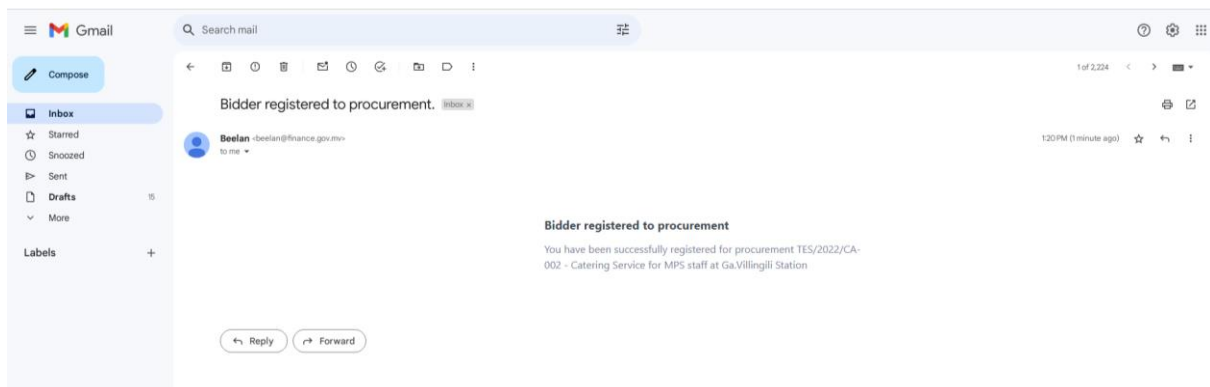 Gmail
Search mail
Compose
1 of 2,224
Inbox
Starred
Snoozed
Sent
Drafts 15
More
Labels +
Bidder registered to procurement. Inbox x
Beelan <beelan@finance.gov.mv>
to me
1:20 PM (1 minute ago)
Bidder registered to procurement
You have been successfully registered for procurement TES/2022/CA-
002 - Catering Service for MPS staff at Ga.Villingili Station
Reply Forward